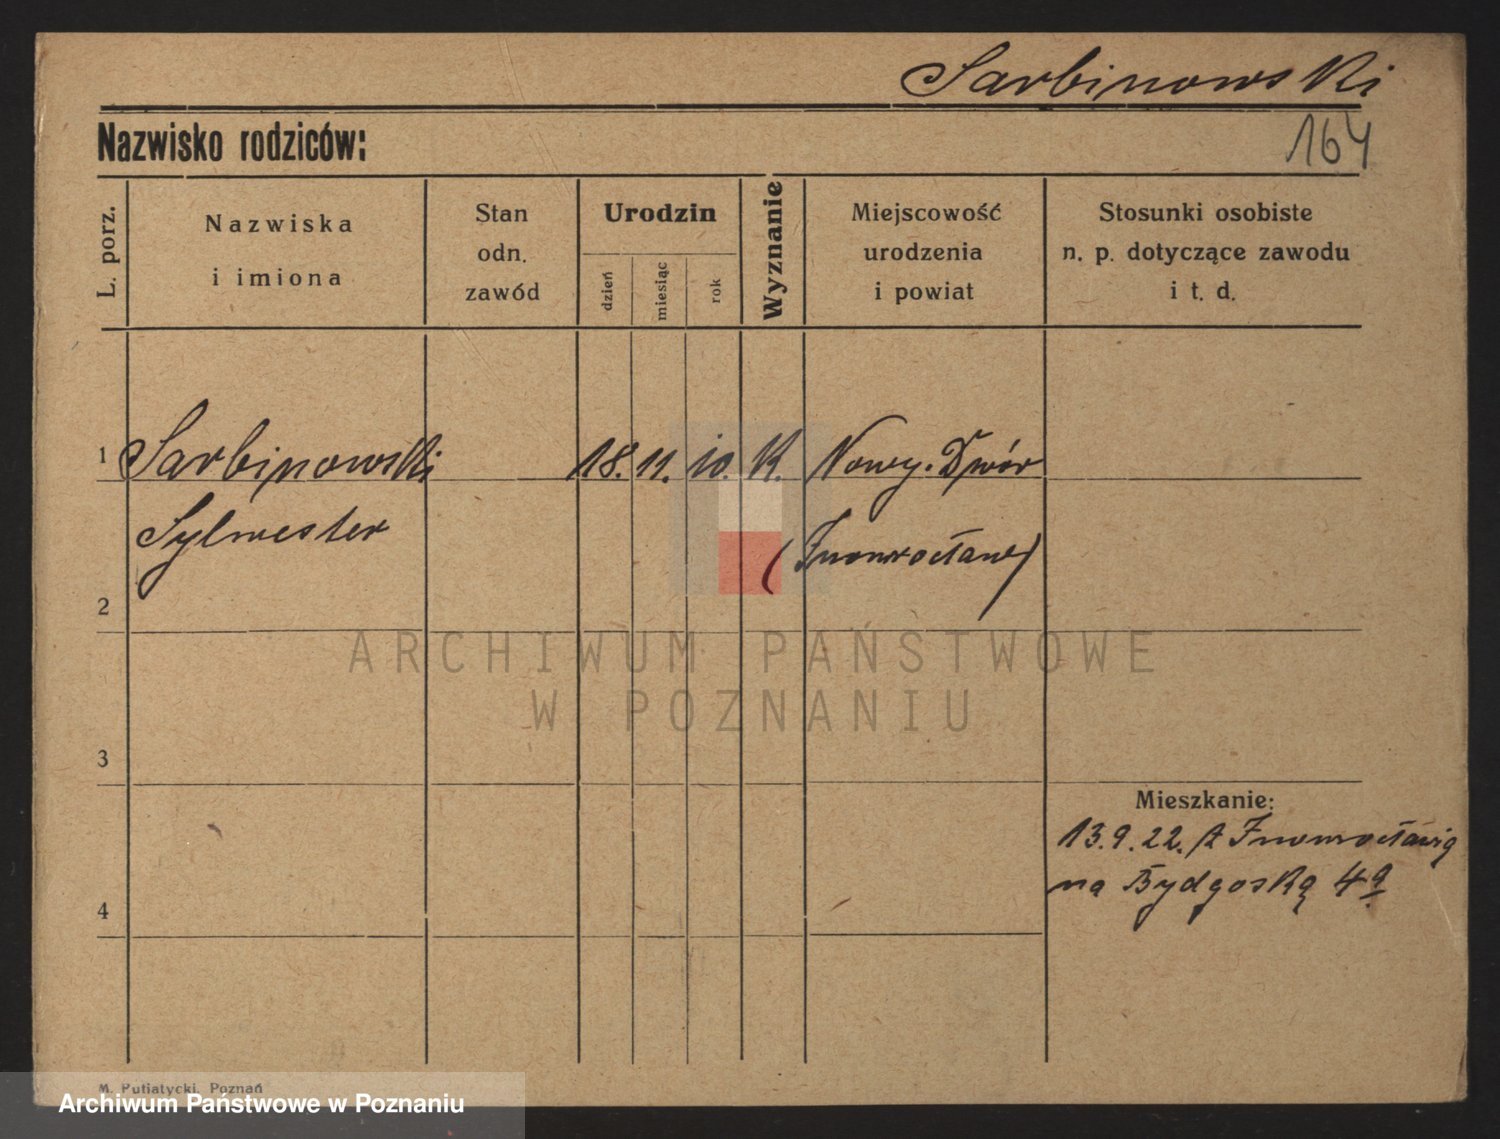 Sarbinowski
Nazwisko rodziców:
164
L. porz.
Nazwiska
i imiona
Stan
odn.
zawód
Urodzin
dzień
miesiąc
rok
Wyznanie
Miejscowość
urodzenia
i powiat
Stosunki osobiste
n. p. dotyczące zawodu
i t. d.
1 Sarbinowski 18. 11. 10. K. Nowy-Dwór
Sylwester (Inowrocław)
2
ARCHIWUM PAŃSTWOWE
W POZNANIU
3
Mieszkanie:
13.9.22. z Inowrocławia
na Bydgoską 4a
4
M. Putiatycki, Poznań
Archiwum Państwowe w Poznaniu